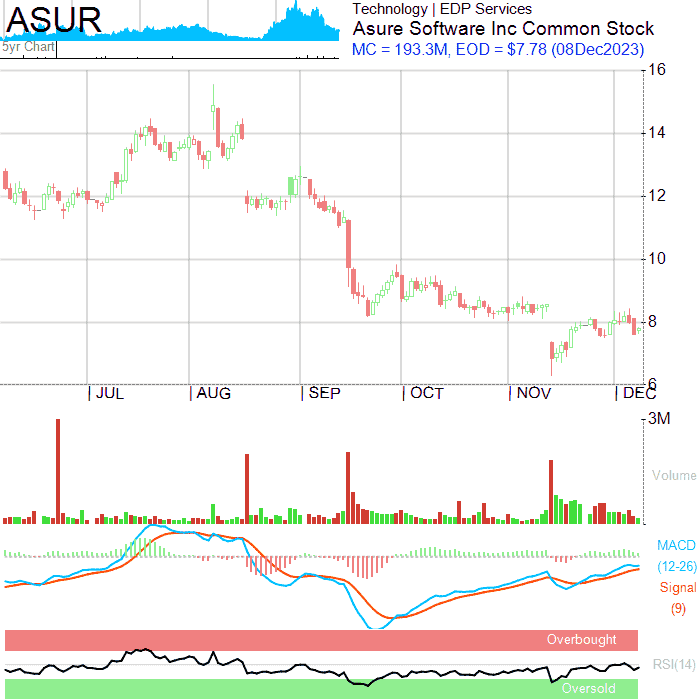 ASUR
5yr Chart
Technology | EDP Services
Asure Software Inc Common Stock
MC = 193.3M, EOD = $7.78 (08Dec2023)
16
14
12
10
8
6
JUL AUG SEP OCT NOV DEC
3M
Volume
MACD
(12-26)
Signal
(9)
Overbought
RSI(14)
Oversold